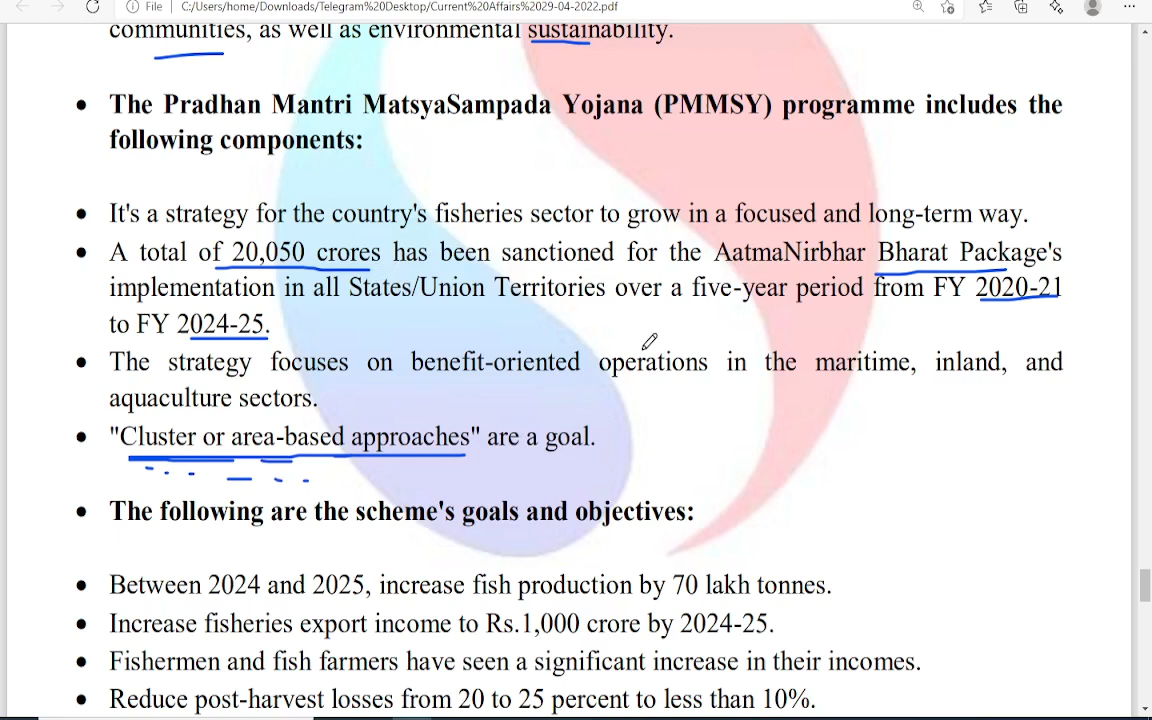 File | C:/Users/home/Downloads/Telegram%20Desktop/Current%20Affairs%2029-04-2022.pdf
communities, as well as environmental sustainability.
• The Pradhan Mantri MatsyaSampada Yojana (PMMSY) programme includes the
following components:
• It's a strategy for the country's fisheries sector to grow in a focused and long-term way.
• A total of 20,050 crores has been sanctioned for the AatmaNirbhar Bharat Package's
implementation in all States/Union Territories over a five-year period from FY 2020-21
to FY 2024-25.
• The strategy focuses on benefit-oriented operations in the maritime, inland, and
aquaculture sectors.
• "Cluster or area-based approaches" are a goal.
• The following are the scheme's goals and objectives:
• Between 2024 and 2025, increase fish production by 70 lakh tonnes.
• Increase fisheries export income to Rs.1,000 crore by 2024-25.
• Fishermen and fish farmers have seen a significant increase in their incomes.
• Reduce post-harvest losses from 20 to 25 percent to less than 10%.